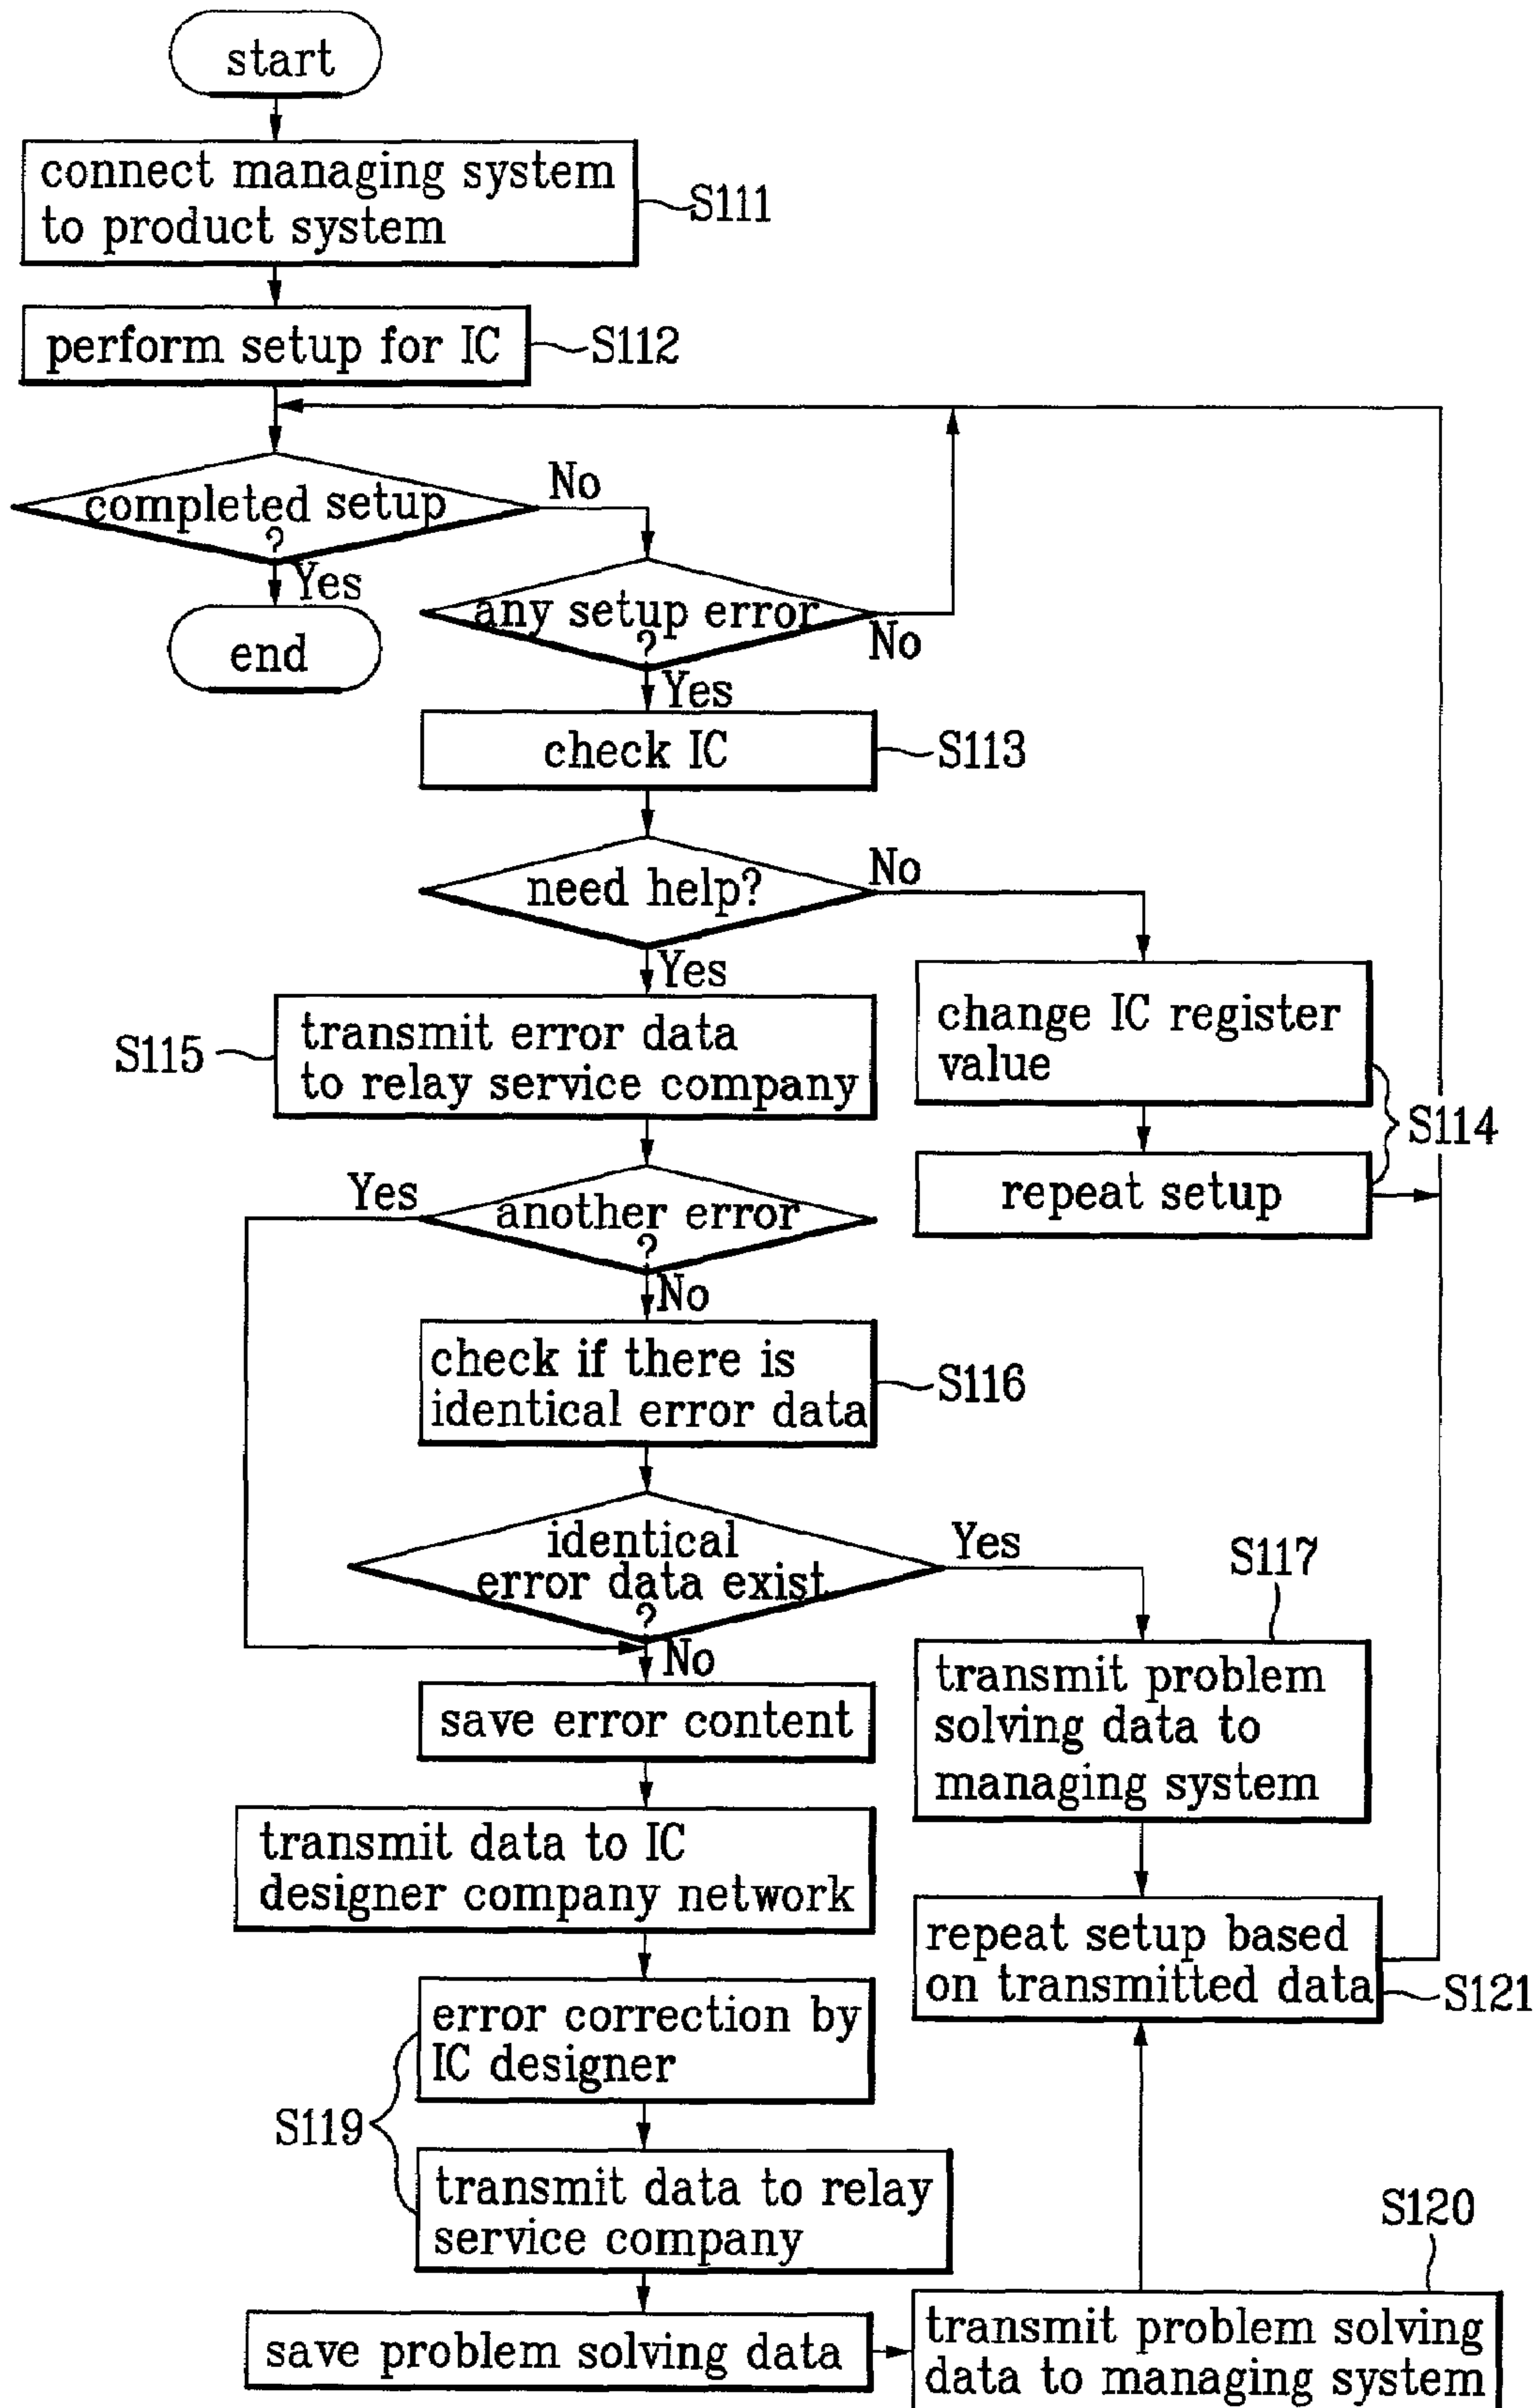 start
connect managing system
to product system
S111
perform setup for IC
S112
completed setup
?
No
Yes
end
any setup error
?
No
Yes
check IC
S113
need help?
No
Yes
change IC register
value
S114
repeat setup
S115
transmit error data
to relay service company
Yes
another error
?
No
check if there is
identical error data
S116
identical
error data exist
?
Yes
No
S117
transmit problem
solving data to
managing system
save error content
transmit data to IC
designer company network
repeat setup based
on transmitted data
S121
error correction by
IC designer
S119
transmit data to relay
service company
S120
save problem solving data
transmit problem solving
data to managing system